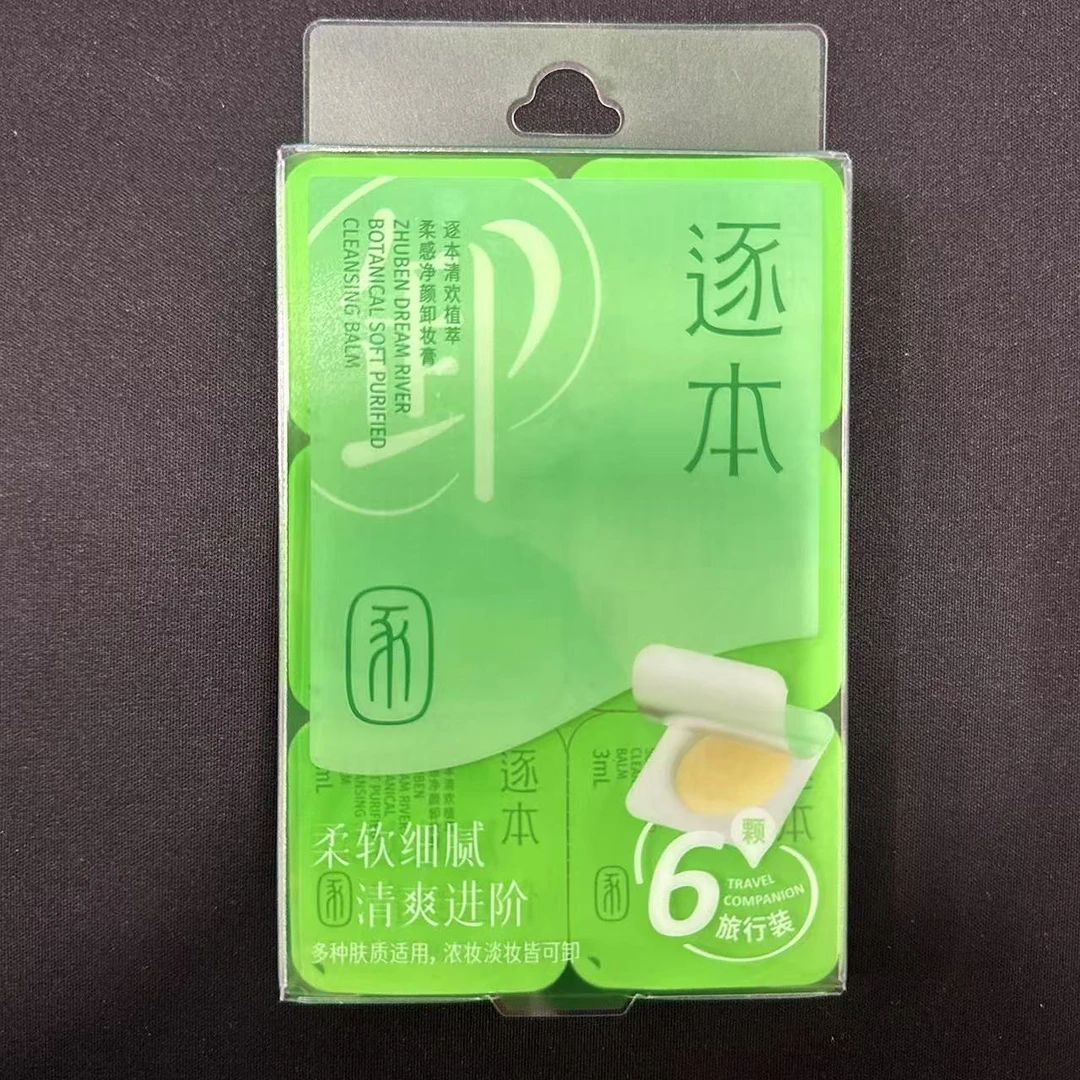 逐本
卸
逐本清欢植萃
柔感净颜卸妆膏
ZHUBEN DREAM RIVER
BOTANICAL SOFT PURIFIED
CLEANSING BALM
逐本
3mL
BALM
柔软细腻
清爽进阶
多种肤质适用,浓妆淡妆皆可卸
6颗
TRAVEL
COMPANION
旅行装